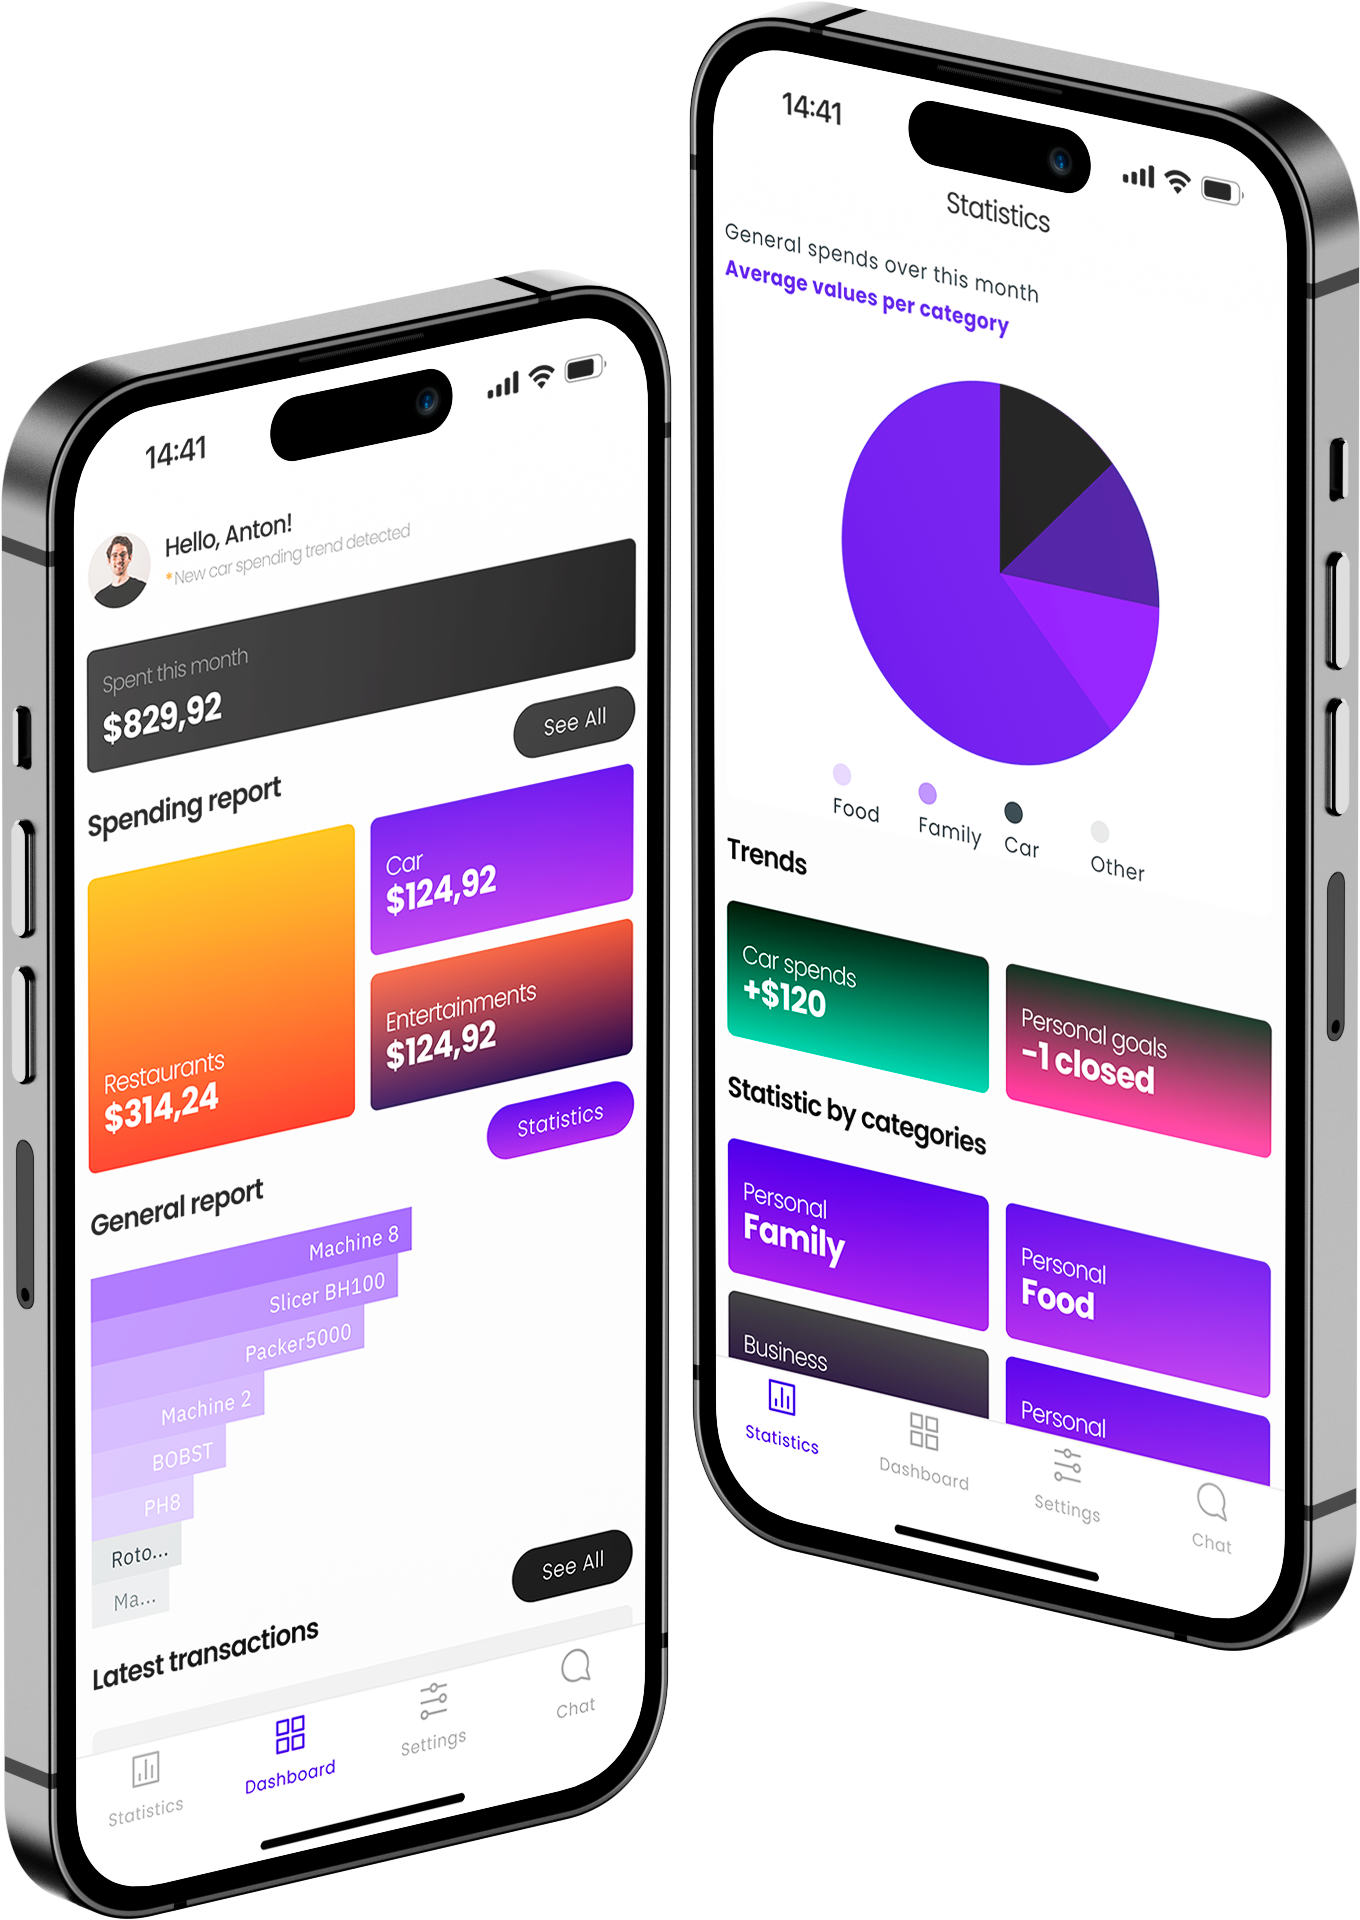 14:41
Hello, Anton!
*New car spending trend detected
Spent this month
$829,92
See All
Spending report
Restaurants
$314,24
Car
$124,92
Entertainments
$124,92
Statistics
General report
Machine 8
Slicer BH100
Packer5000
Machine 2
BOBST
PH8
Roto...
Ma...
See All
Latest transactions
Statistics
Dashboard
Settings
Chat
14:41
Statistics
General spends over this month
Average values per category
Food
Family
Car
Other
Trends
Car spends
+$120
Personal goals
-1 closed
Statistic by categories
Personal
Family
Personal
Food
Business
Personal
Statistics
Dashboard
Settings
Chat